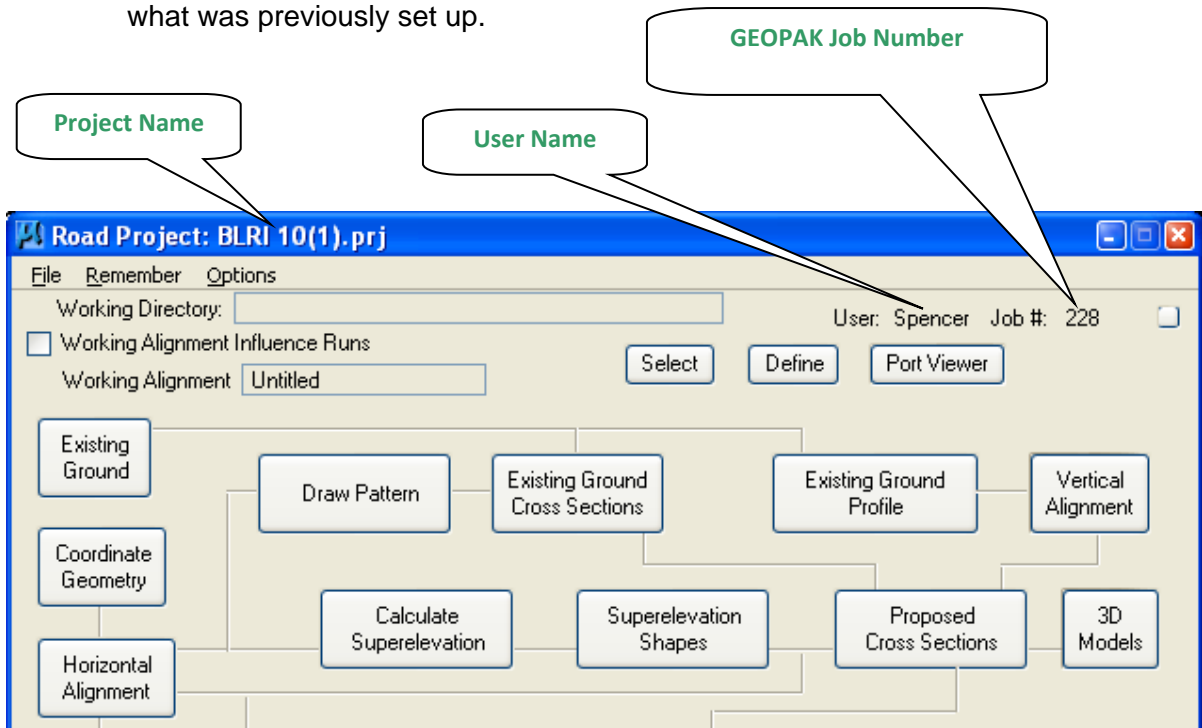 what was previously set up.
GEOPAK Job Number
Project Name
User Name
Road Project: BLRI 10(1).prj
File Remember Options
Working Directory:
User: Spencer Job #: 228
Working Alignment Influence Runs
Working Alignment Untitled
Select Define Port Viewer
Existing
Ground
Draw Pattern
Existing Ground
Cross Sections
Existing Ground
Profile
Vertical
Alignment
Coordinate
Geometry
Calculate
Superelevation
Superelevation
Shapes
Proposed
Cross Sections
3D
Models
Horizontal
Alignment